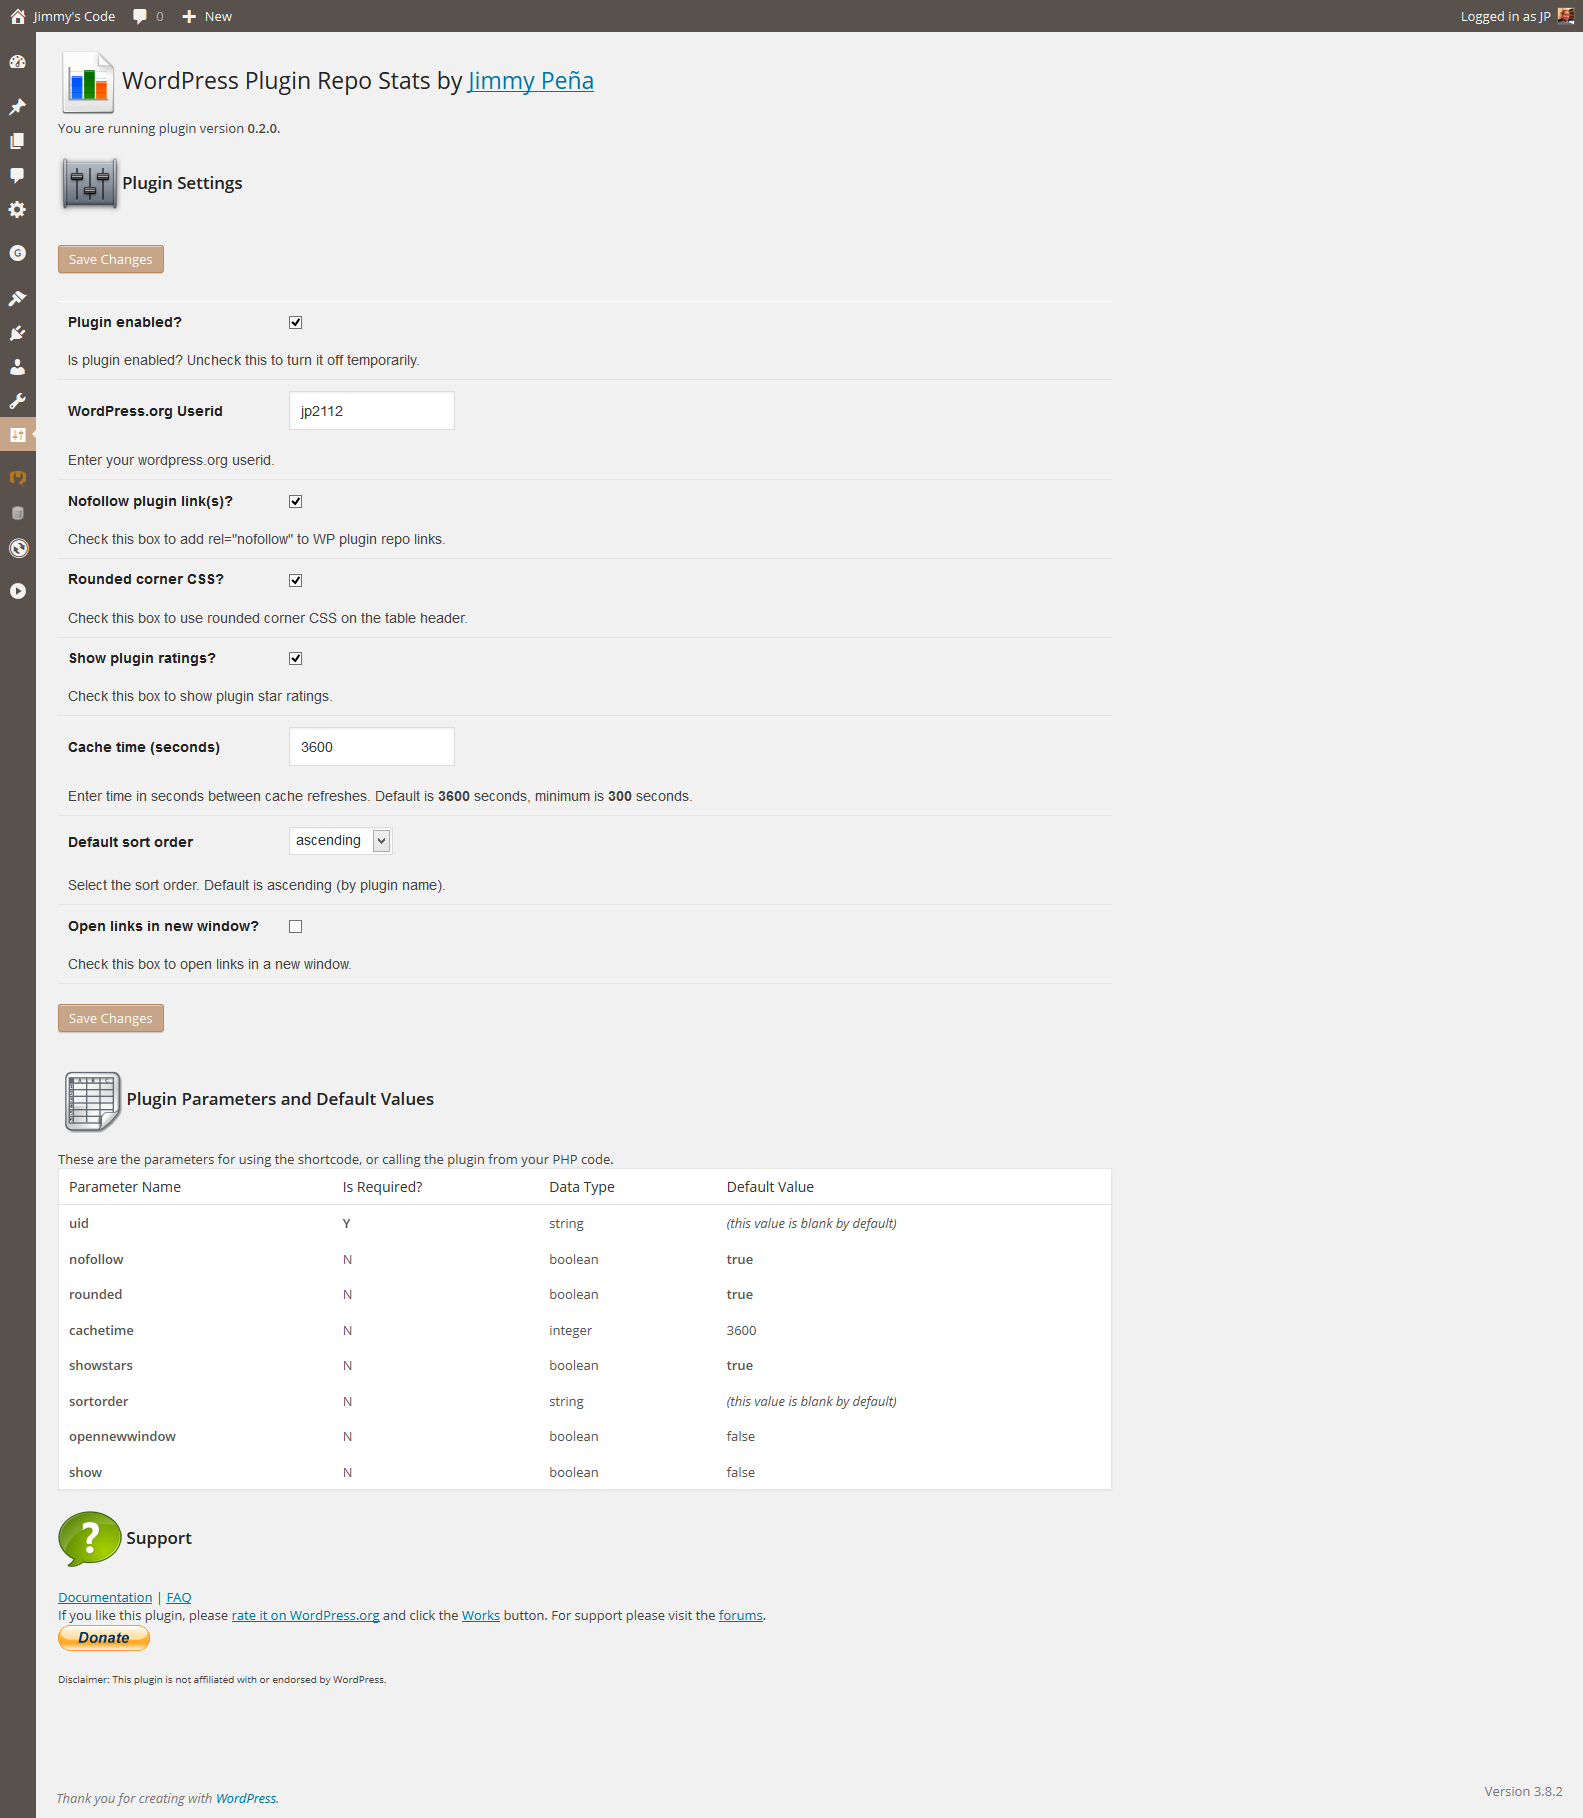 Jimmy's Code 0 New Logged in as JP
WordPress Plugin Repo Stats by Jimmy Peña
You are running plugin version 0.2.0.
Plugin Settings
Save Changes
Plugin enabled?
Is plugin enabled? Uncheck this to turn it off temporarily.
WordPress.org Userid jp2112
Enter your wordpress.org userid.
Nofollow plugin link(s)?
Check this box to add rel="nofollow" to WP plugin repo links.
Rounded corner CSS?
Check this box to use rounded corner CSS on the table header.
Show plugin ratings?
Check this box to show plugin star ratings.
Cache time (seconds) 3600
Enter time in seconds between cache refreshes. Default is 3600 seconds, minimum is 300 seconds.
Default sort order ascending
Select the sort order. Default is ascending (by plugin name).
Open links in new window?
Check this box to open links in a new window.
Save Changes
Plugin Parameters and Default Values
These are the parameters for using the shortcode, or calling the plugin from your PHP code.
Parameter Name Is Required? Data Type Default Value
uid Y string (this value is blank by default)
nofollow N boolean true
rounded N boolean true
cachetime N integer 3600
showstars N boolean true
sortorder N string (this value is blank by default)
opennewwindow N boolean false
show N boolean false
Support
Documentation | FAQ
If you like this plugin, please rate it on WordPress.org and click the Works button. For support please visit the forums.
Donate
Disclaimer: This plugin is not affiliated with or endorsed by WordPress.
Thank you for creating with WordPress. Version 3.8.2